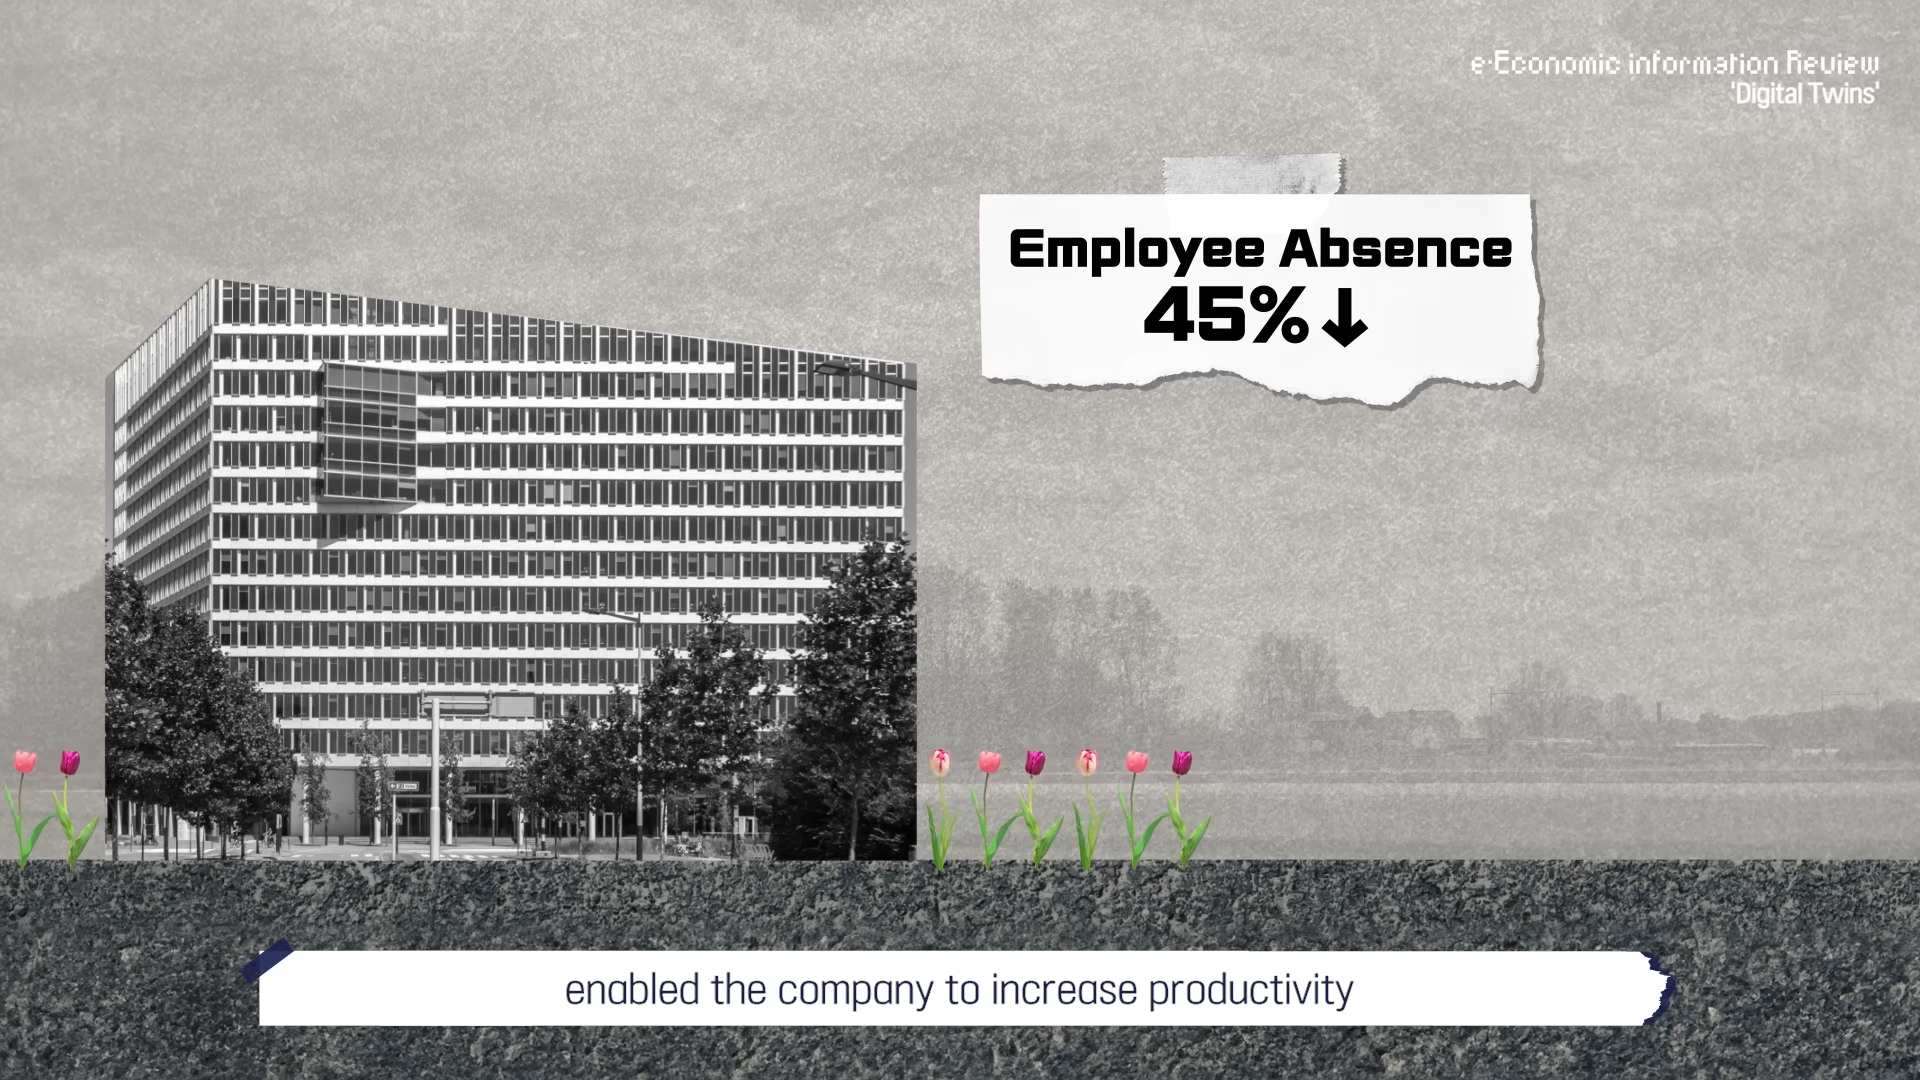 e·Economic information Review
'Digital Twins'
Employee Absence
45%↓
enabled the company to increase productivity